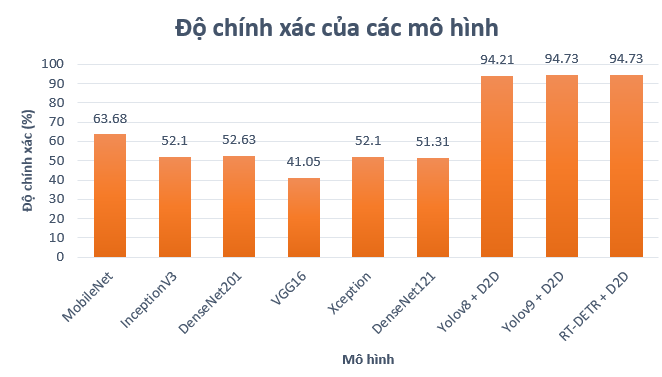 Độ chính xác của các mô hình
Độ chính xác (%)
100
90
80
70
60
50
40
30
20
10
0
63.68
52.1
52.63
41.05
52.1
51.31
94.21
94.73
94.73
MobileNet
InceptionV3
DenseNet201
VGG16
Xception
DenseNet121
Yolov8 + D2D
Yolov9 + D2D
RT-DETR + D2D
Mô hình